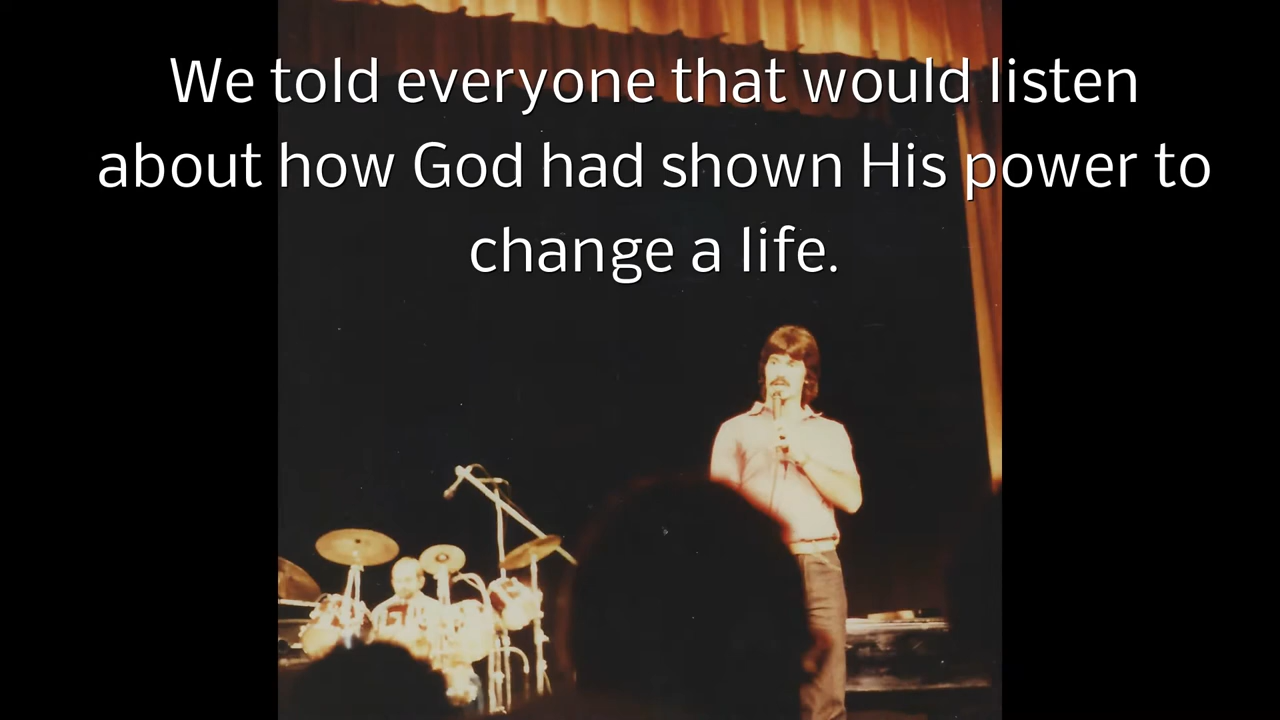 We told everyone that would listen
about how God had shown His power to
change a life.